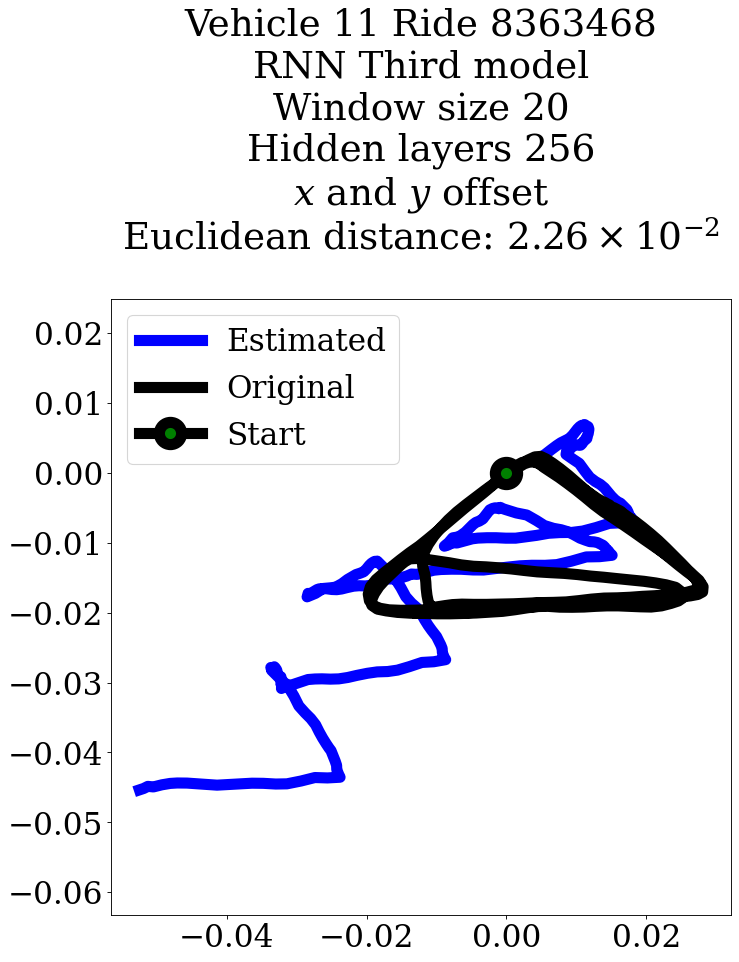 Vehicle 11 Ride 8363468
RNN Third model
Window size 20
Hidden layers 256
x and y offset
Euclidean distance: 2.26 × 10⁻²
Estimated
Original
Start
0.02
0.01
0.00
−0.01
−0.02
−0.03
−0.04
−0.05
−0.06
−0.04 −0.02 0.00 0.02